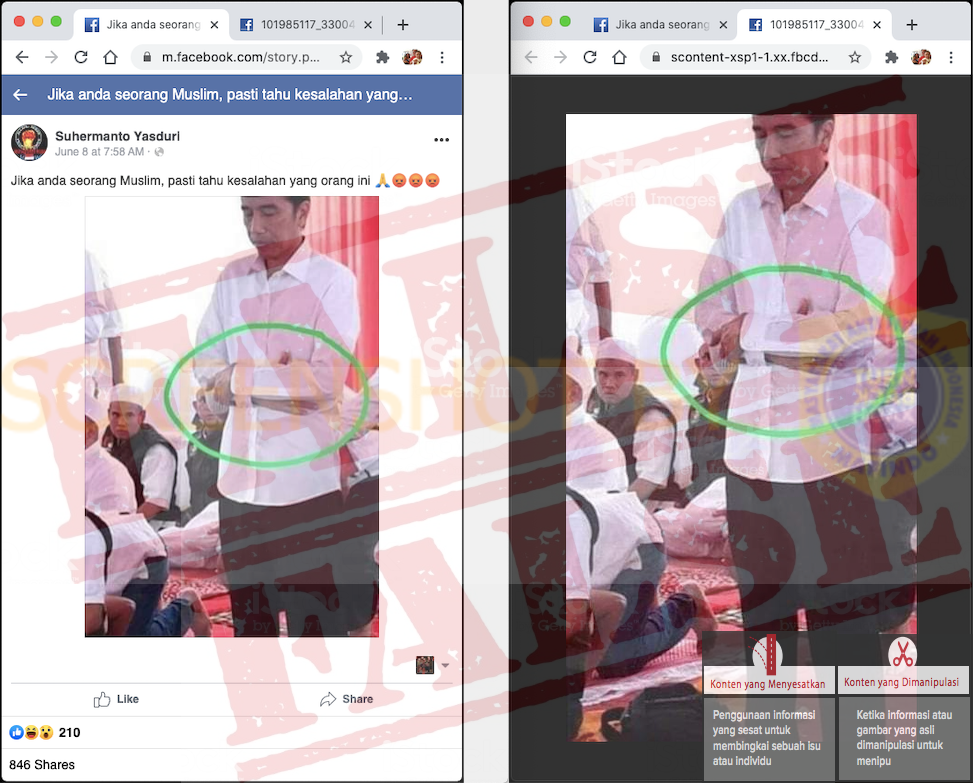 Jika anda seorang
101985117_33004
m.facebook.com/story.p...
Jika anda seorang Muslim, pasti tahu kesalahan yang...
Suhermanto Yasduri
June 8 at 7:58 AM ·
Jika anda seorang Muslim, pasti tahu kesalahan yang orang ini 🙏😡😡😡
Like
Share
210
846 Shares
Jika anda seorang
101985117_33004
scontent-xsp1-1.xx.fbcd...
SCREENSHOT
FALSE
FALSE
iStock
by Getty Images
MAFINDO
Konten yang Menyesatkan
Penggunaan informasi
yang sesat untuk
membingkai sebuah isu
atau individu
Konten yang Dimanipulasi
Ketika informasi atau
gambar yang asli
dimanipulasi untuk
menipu